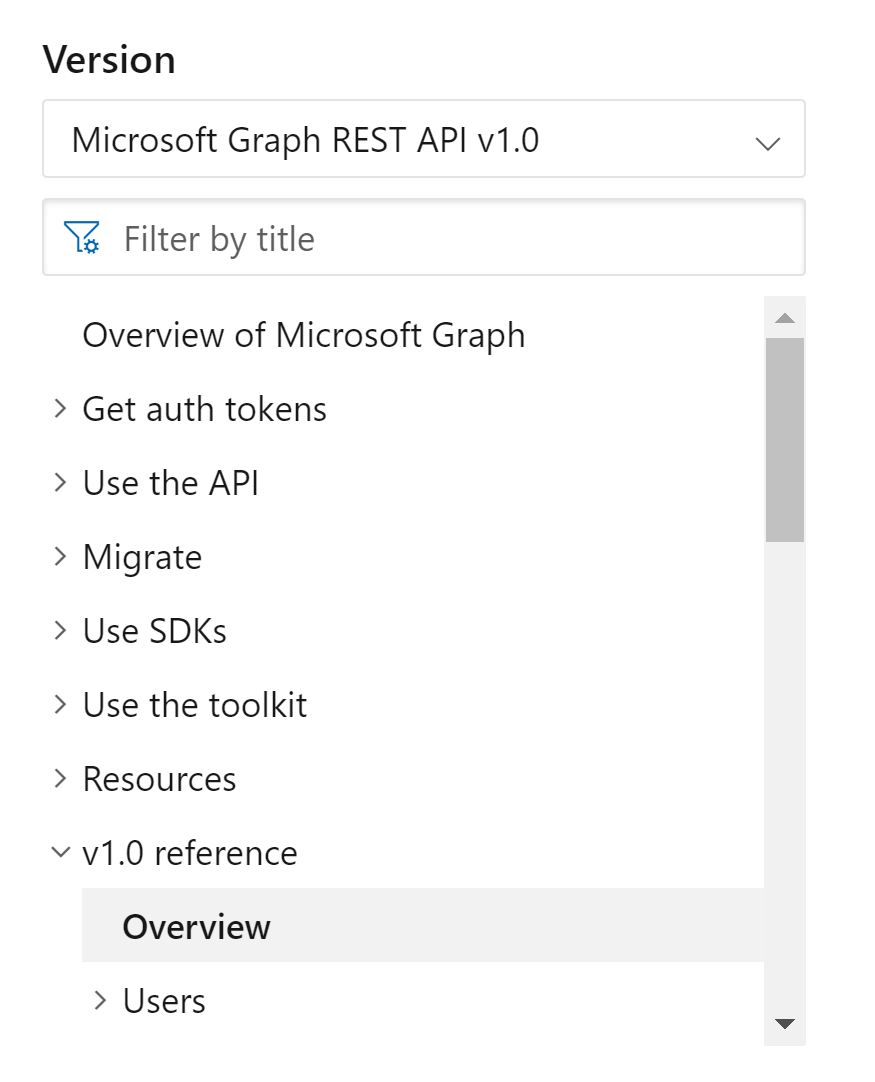 Version
Microsoft Graph REST API v1.0
Filter by title
Overview of Microsoft Graph
Get auth tokens
Use the API
Migrate
Use SDKs
Use the toolkit
Resources
v1.0 reference
Overview
Users